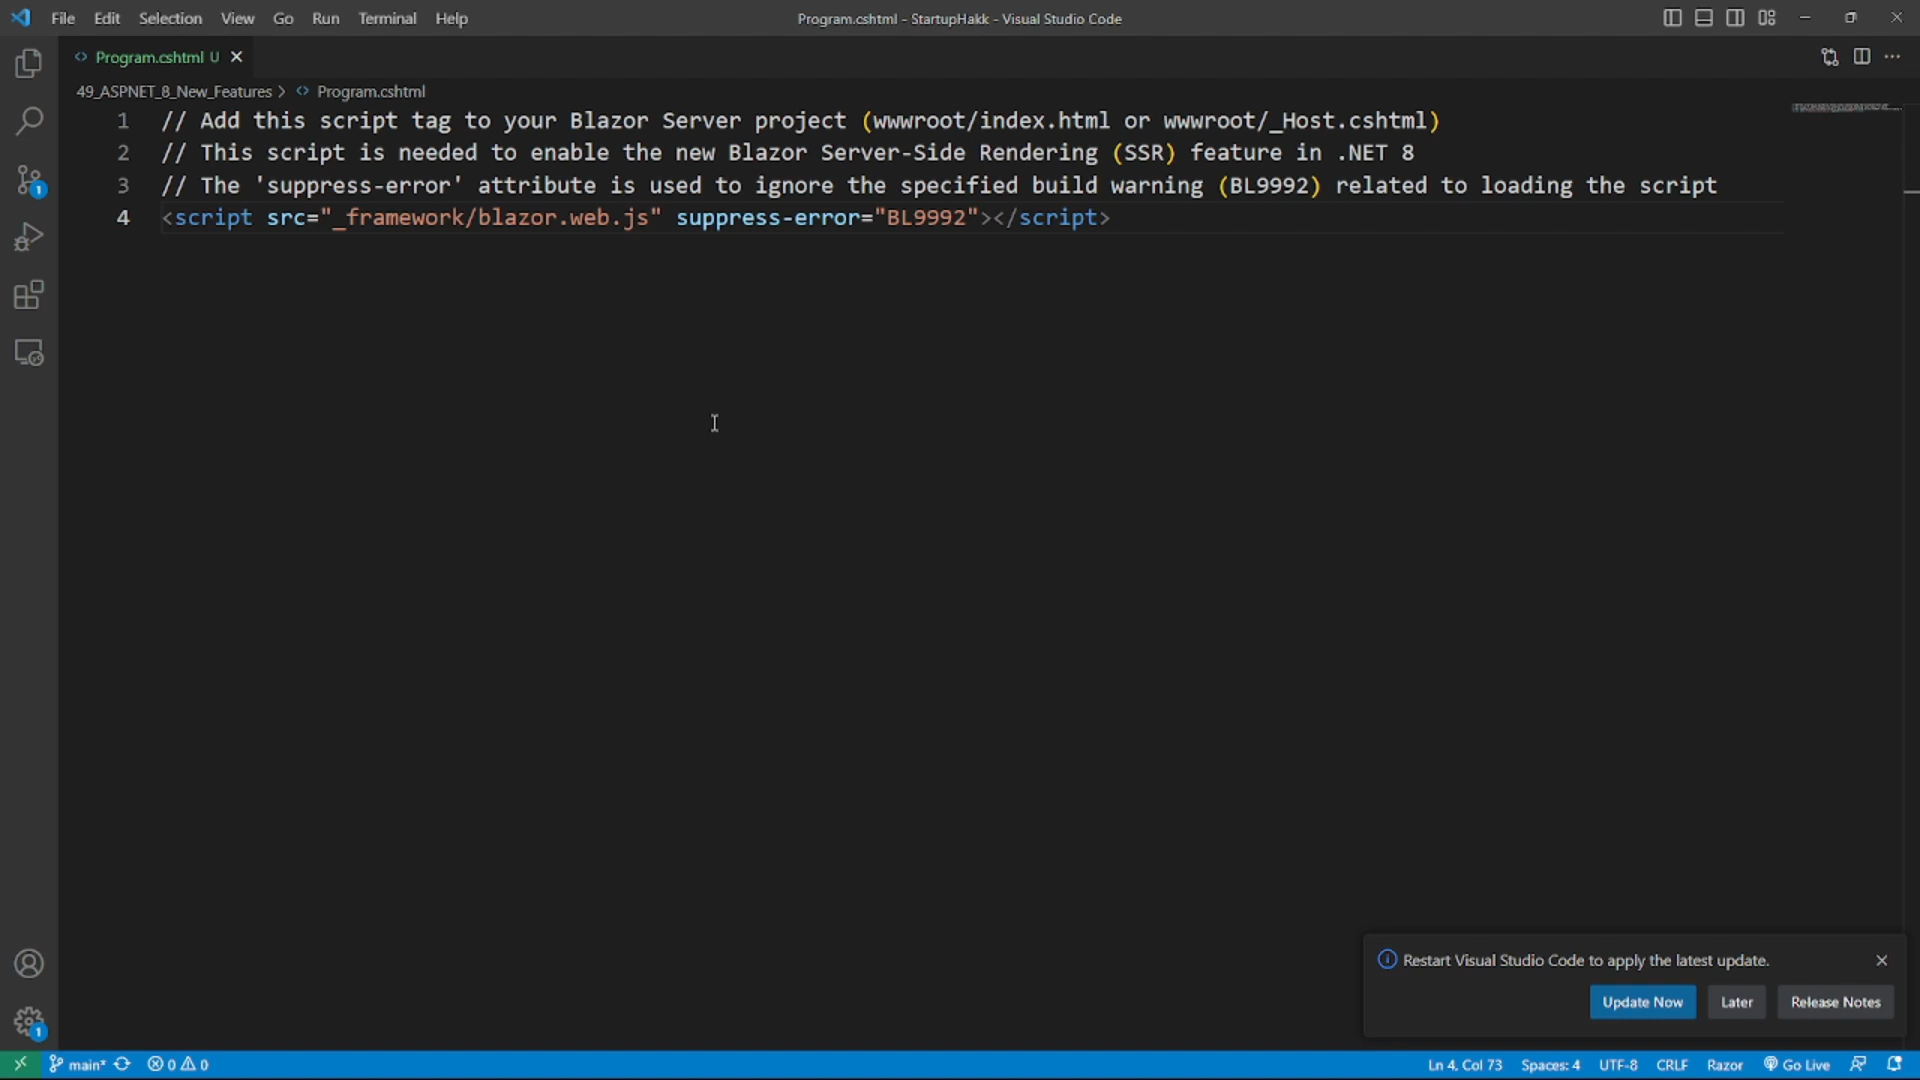 File Edit Selection View Go Run Terminal Help
Program.cshtml - StartupHakk - Visual Studio Code
Program.cshtml U
49_ASPNET_8_New_Features > Program.cshtml
1 // Add this script tag to your Blazor Server project (wwwroot/index.html or wwwroot/_Host.cshtml)
2 // This script is needed to enable the new Blazor Server-Side Rendering (SSR) feature in .NET 8
3 // The 'suppress-error' attribute is used to ignore the specified build warning (BL9992) related to loading the script
4 <script src="_framework/blazor.web.js" suppress-error="BL9992"></script>
Restart Visual Studio Code to apply the latest update.
Update Now Later Release Notes
1
1
main* 0 0 Ln 4, Col 73 Spaces: 4 UTF-8 CRLF Razor Go Live